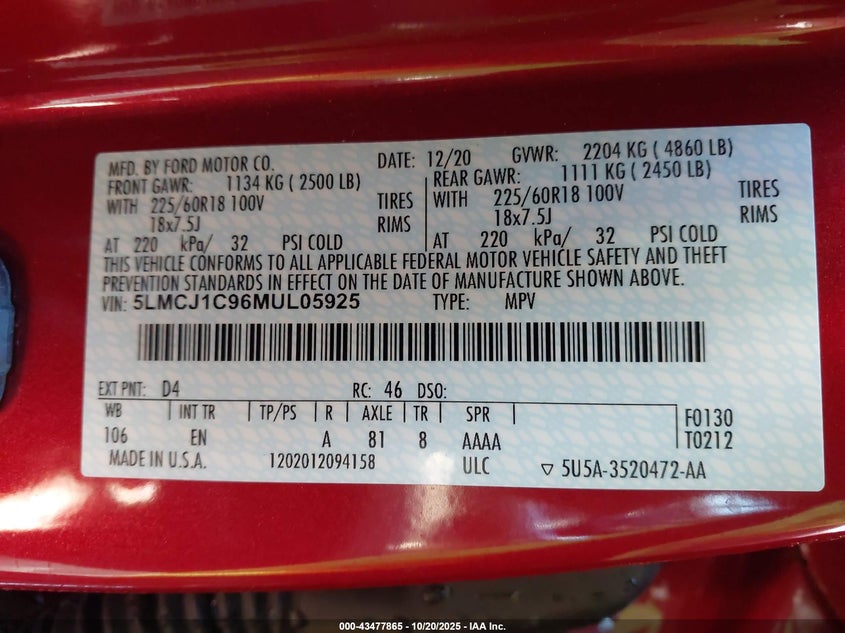 MFD. BY FORD MOTOR CO. DATE: 12/20 GVWR: 2204 KG ( 4860 LB)
FRONT GAWR: 1134 KG ( 2500 LB) REAR GAWR: 1111 KG ( 2450 LB)
WITH 225/60R18 100V TIRES WITH 225/60R18 100V TIRES
18x7.5J RIMS 18x7.5J RIMS
AT 220 kPa/ 32 PSI COLD AT 220 kPa/ 32 PSI COLD
THIS VEHICLE CONFORMS TO ALL APPLICABLE FEDERAL MOTOR VEHICLE SAFETY AND THEFT
PREVENTION STANDARDS IN EFFECT ON THE DATE OF MANUFACTURE SHOWN ABOVE.
VIN: 5LMCJ1C96MUL05925 TYPE: MPV
EXT PNT: D4 RC: 46 DSO:
WB INT TR TP/PS R AXLE TR SPR F0130
106 EN A 81 8 AAAA T0212
MADE IN U.S.A. 1202012094158 ULC ▽ 5U5A-3520472-AA
000-43477865 - 10/20/2025 - IAA Inc.